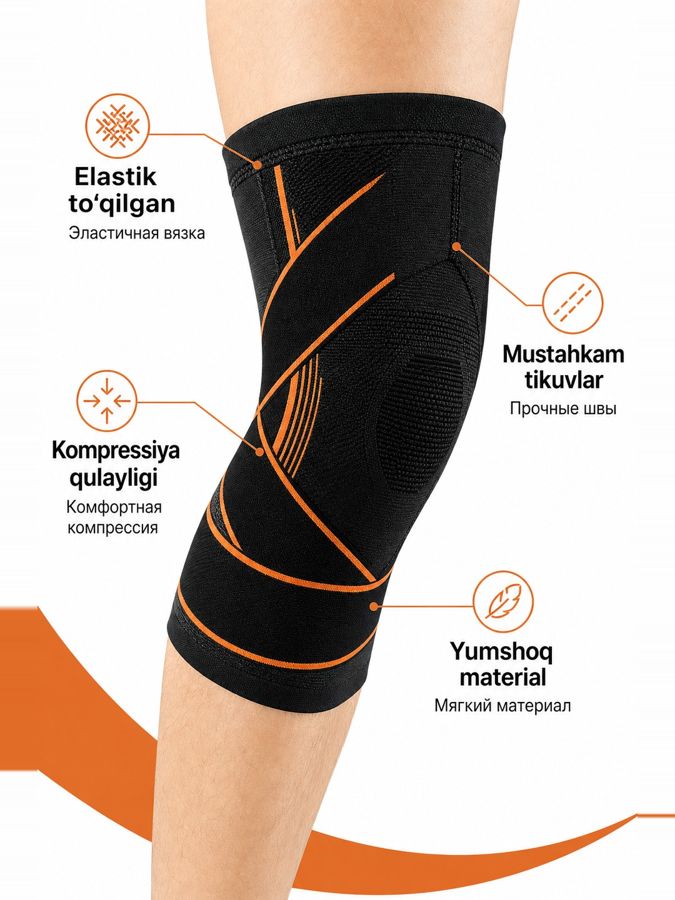 Elastik
to‘qilgan
Эластичная вязка
Mustahkam
tikuvlar
Прочные швы
Kompressiya
qulayligi
Комфортная
компрессия
Yumshoq
material
Мягкий материал